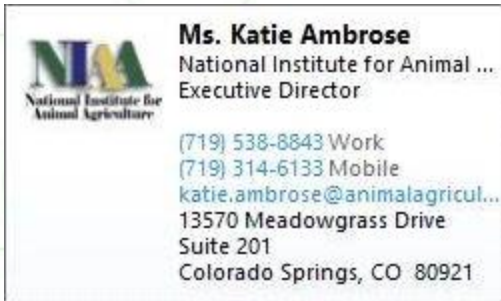 NIAA
National Institute for
Animal Agriculture
Ms. Katie Ambrose
National Institute for Animal ...
Executive Director
(719) 538-8843 Work
(719) 314-6133 Mobile
katie.ambrose@animalagricul...
13570 Meadowgrass Drive
Suite 201
Colorado Springs, CO 80921